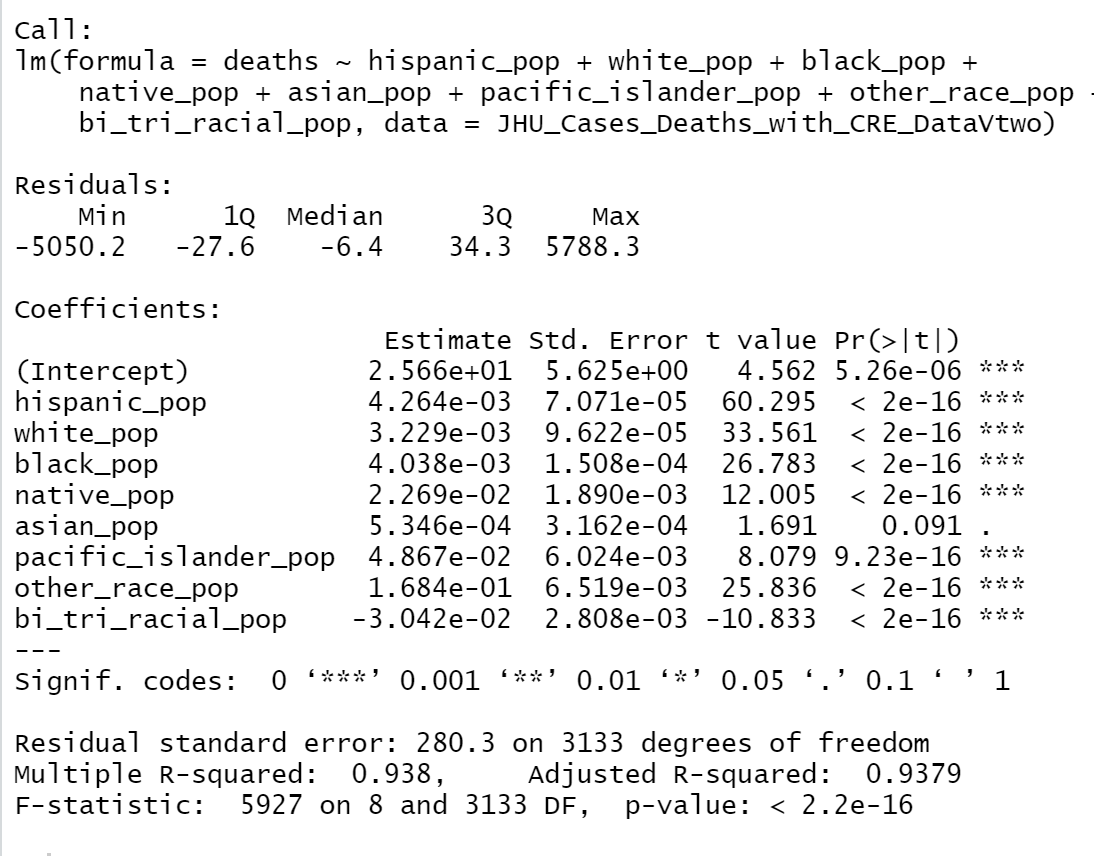 Call:
lm(formula = deaths ~ hispanic_pop + white_pop + black_pop +
    native_pop + asian_pop + pacific_islander_pop + other_race_pop
    bi_tri_racial_pop, data = JHU_Cases_Deaths_with_CRE_DataVtwo)

Residuals:
    Min      1Q  Median      3Q     Max
-5050.2   -27.6    -6.4    34.3  5788.3

Coefficients:
                       Estimate Std. Error t value Pr(>|t|)
(Intercept)           2.566e+01  5.625e+00   4.562 5.26e-06 ***
hispanic_pop          4.264e-03  7.071e-05  60.295  < 2e-16 ***
white_pop             3.229e-03  9.622e-05  33.561  < 2e-16 ***
black_pop             4.038e-03  1.508e-04  26.783  < 2e-16 ***
native_pop            2.269e-02  1.890e-03  12.005  < 2e-16 ***
asian_pop             5.346e-04  3.162e-04   1.691    0.091 .
pacific_islander_pop  4.867e-02  6.024e-03   8.079 9.23e-16 ***
other_race_pop        1.684e-01  6.519e-03  25.836  < 2e-16 ***
bi_tri_racial_pop    -3.042e-02  2.808e-03 -10.833  < 2e-16 ***
---
Signif. codes:  0 ‘***’ 0.001 ‘**’ 0.01 ‘*’ 0.05 ‘.’ 0.1 ‘ ’ 1

Residual standard error: 280.3 on 3133 degrees of freedom
Multiple R-squared:  0.938,     Adjusted R-squared:  0.9379
F-statistic:  5927 on 8 and 3133 DF,  p-value: < 2.2e-16